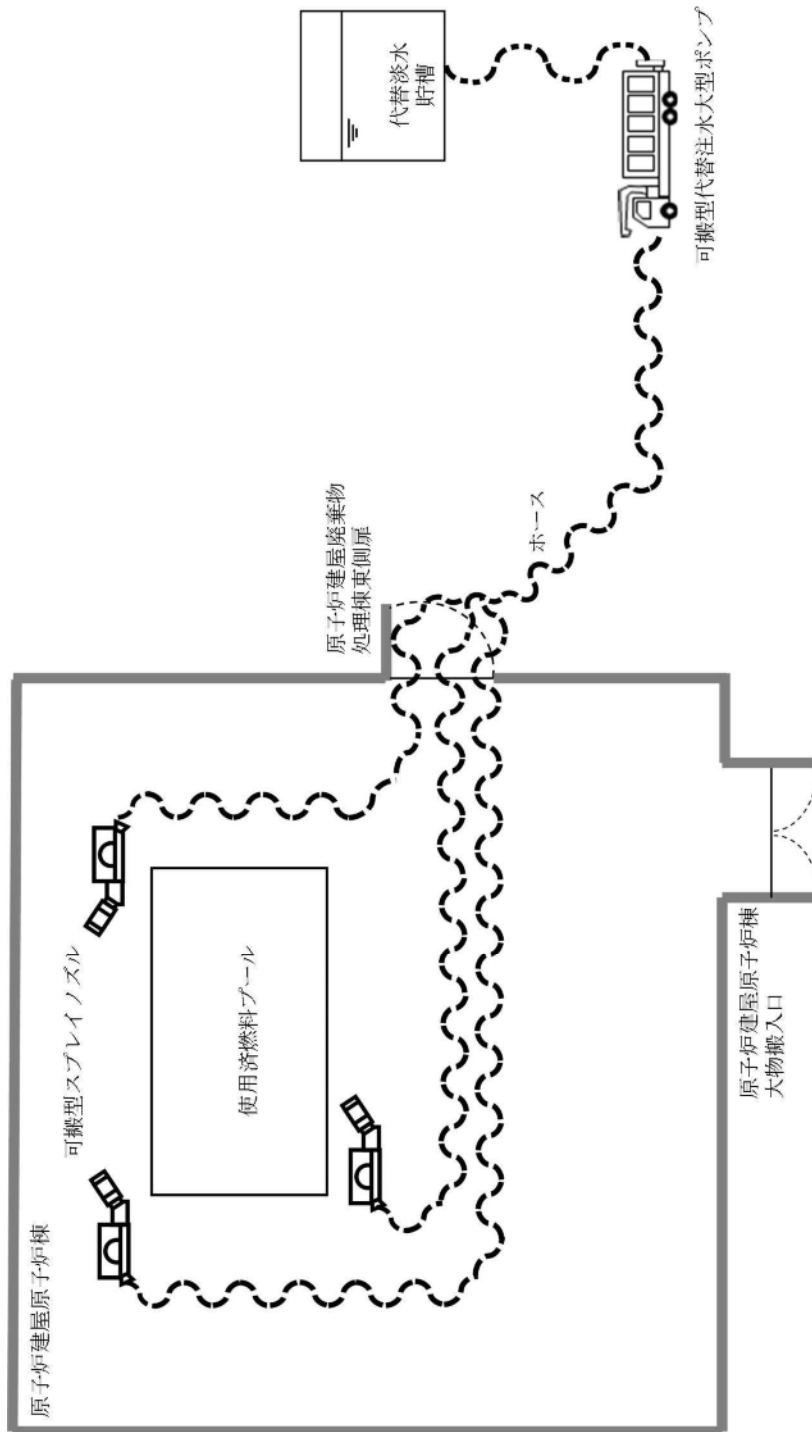 原子炉建屋原子炉棟
可搬型スプレイノズル
使用済燃料プール
原子炉建屋原子炉棟
大物搬入口
原子炉建屋廃棄物
処理棟東側扉
ホース
代替淡水
貯槽
可搬型代替注水大型ポンプ